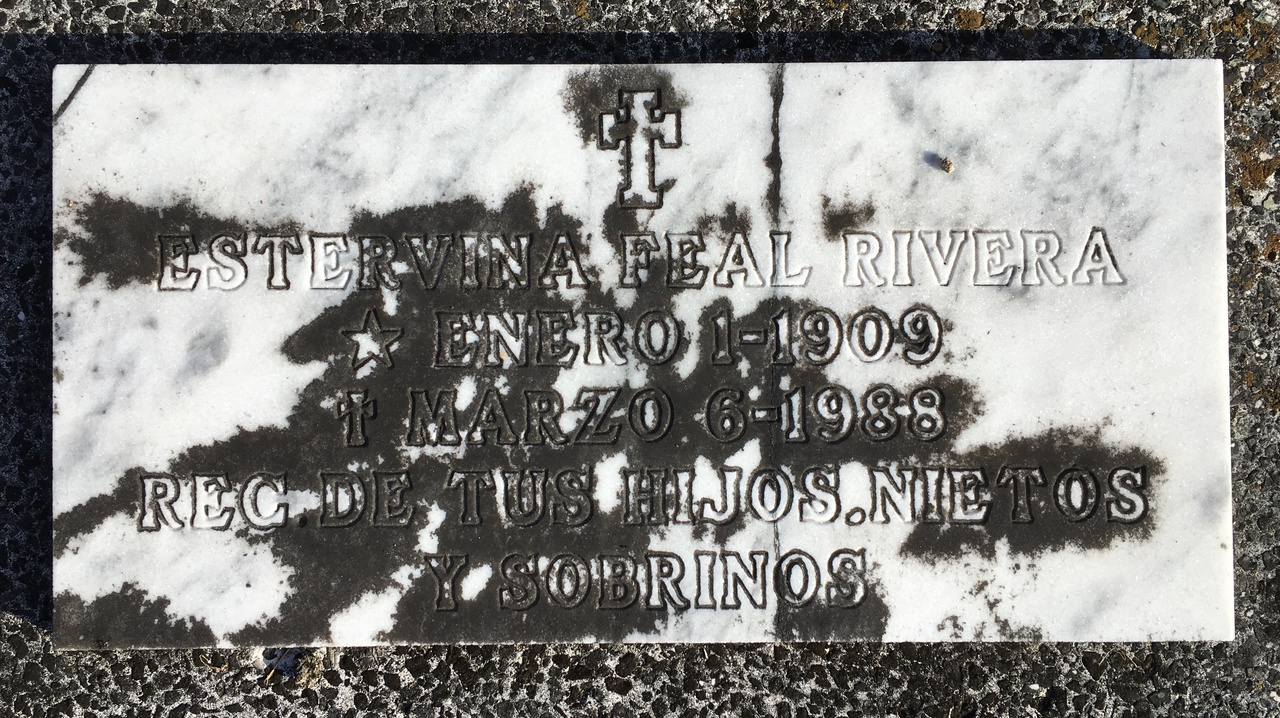 ESTERVINA FEAL RIVERA
☆ ENERO 1-1909
✝ MARZO 6-1988
REC. DE TUS HIJOS.NIETOS
Y SOBRINOS